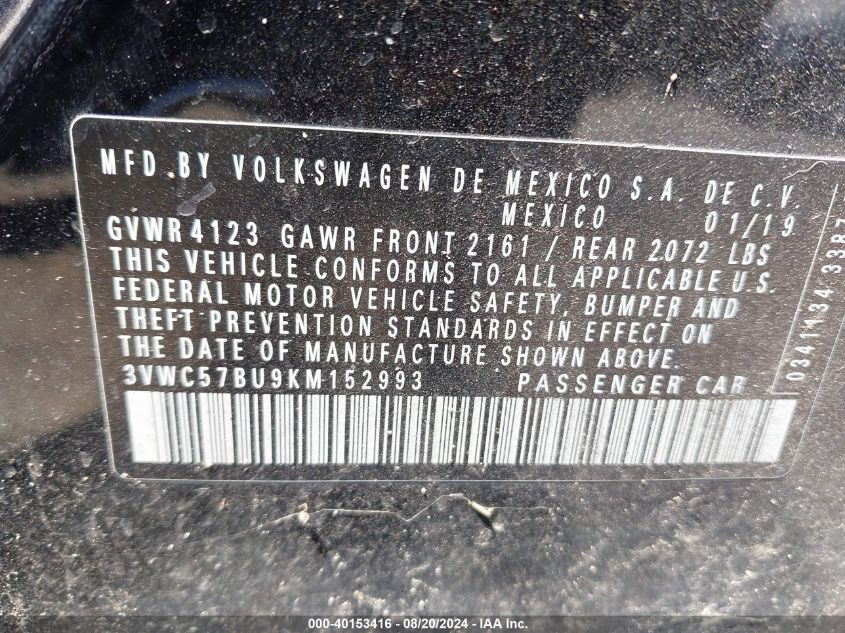 MFD.BY VOLKSWAGEN DE MEXICO S.A. DE C.V.
MEXICO 01/19
GVWR 4123 GAWR FRONT 2161 / REAR 2072 LBS
THIS VEHICLE CONFORMS TO ALL APPLICABLE U.S.
FEDERAL MOTOR VEHICLE SAFETY, BUMPER AND
THEFT PREVENTION STANDARDS IN EFFECT ON
THE DATE OF MANUFACTURE SHOWN ABOVE.
3VWC57BU9KM152993 PASSENGER CAR
0341134 3387
000-40153416 - 08/20/2024 - IAA Inc.